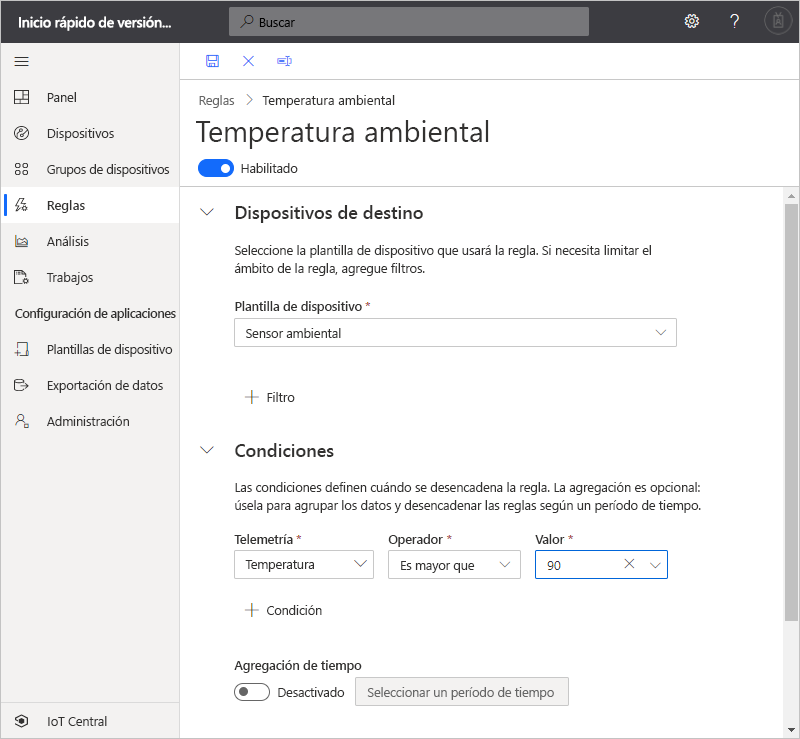 Inicio rápido de versión...
Buscar
?
Panel
Dispositivos
Grupos de dispositivos
Reglas
Análisis
Trabajos
Configuración de aplicaciones
Plantillas de dispositivo
Exportación de datos
Administración
IoT Central
Reglas > Temperatura ambiental
Temperatura ambiental
Habilitado
Dispositivos de destino
Seleccione la plantilla de dispositivo que usará la regla. Si necesita limitar el
ámbito de la regla, agregue filtros.
Plantilla de dispositivo *
Sensor ambiental
Filtro
Condiciones
Las condiciones definen cuándo se desencadena la regla. La agregación es opcional:
úsela para agrupar los datos y desencadenar las reglas según un período de tiempo.
Telemetría * Operador * Valor *
Temperatura Es mayor que 90
Condición
Agregación de tiempo
Desactivado Seleccionar un período de tiempo